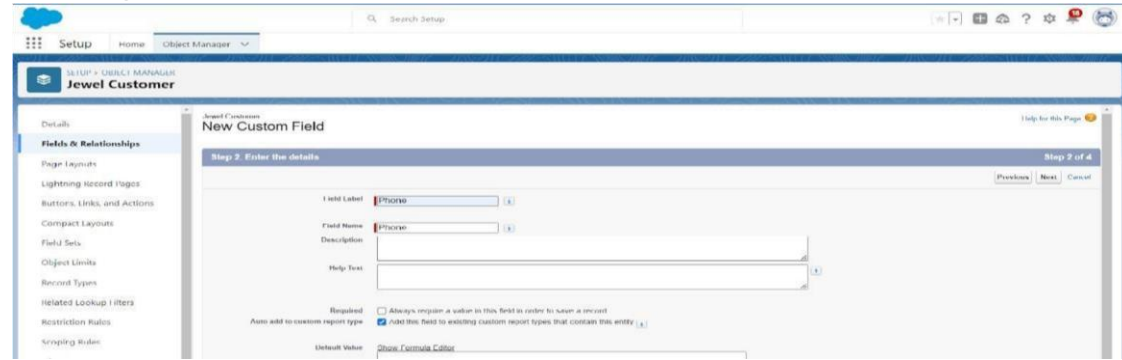 Search Setup
18
Setup Home Object Manager
SETUP > OBJECT MANAGER
Jewel Customer
Details
Fields & Relationships
Page Layouts
Lightning Record Pages
Buttons, Links, and Actions
Compact Layouts
Field Sets
Object Limits
Record Types
Related Lookup Filters
Restriction Rules
Scoping Rules
Jewel Customer
New Custom Field
Help for this Page
Step 2. Enter the details
Step 2 of 4
Previous Next Cancel
Field Label Phone
Field Name Phone
Description
Help Text
Required Always require a value in this field in order to save a record
Auto add to custom report type Add this field to existing custom report types that contain this entity
Default Value Show Formula Editor